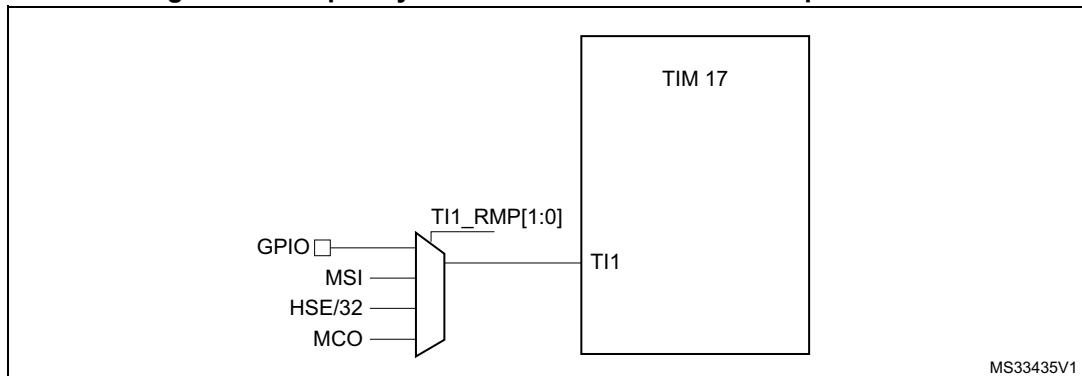 TIM 17
TI1_RMP[1:0]
GPIO
TI1
MSI
HSE/32
MCO
MS33435V1